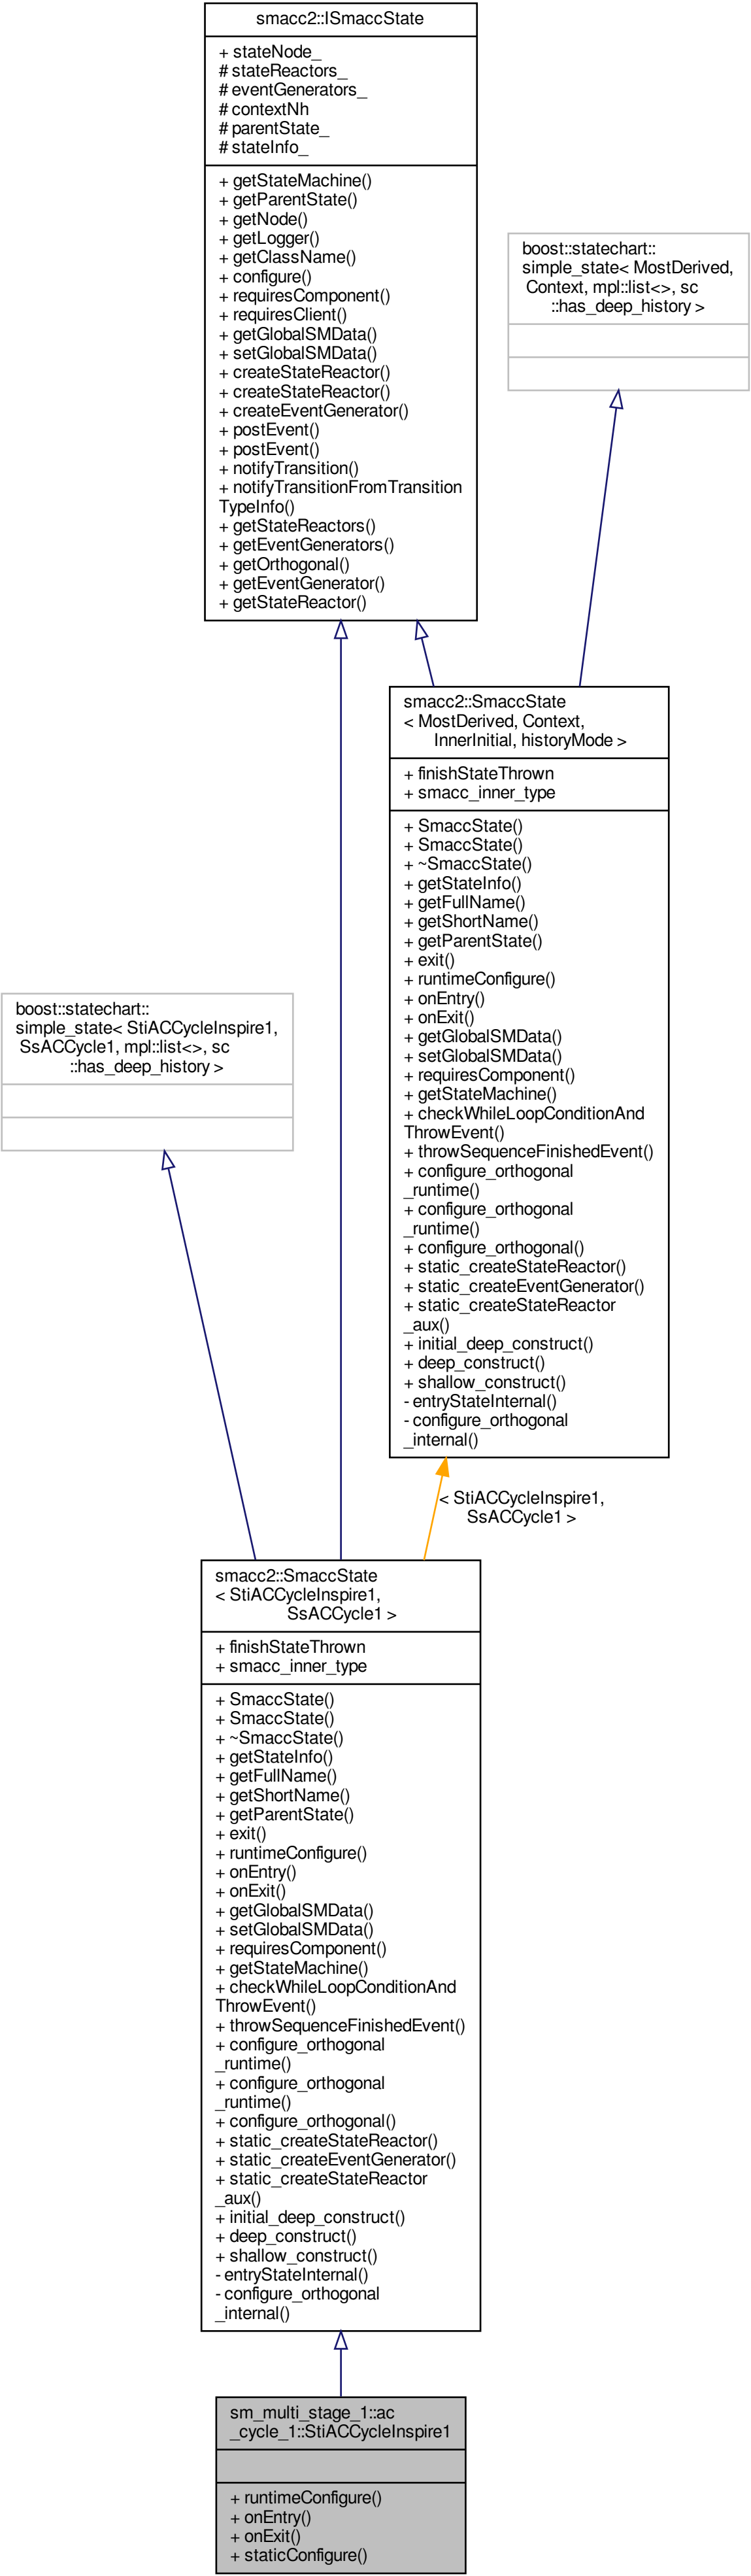 smacc2::ISmaccState
+ stateNode_
# stateReactors_
# eventGenerators_
# contextNh
# parentState_
# stateInfo_
+ getStateMachine()
+ getParentState()
+ getNode()
+ getLogger()
+ getClassName()
+ configure()
+ requiresComponent()
+ requiresClient()
+ getGlobalSMData()
+ setGlobalSMData()
+ createStateReactor()
+ createStateReactor()
+ createEventGenerator()
+ postEvent()
+ postEvent()
+ notifyTransition()
+ notifyTransitionFromTransition
TypeInfo()
+ getStateReactors()
+ getEventGenerators()
+ getOrthogonal()
+ getEventGenerator()
+ getStateReactor()
boost::statechart::
simple_state< MostDerived,
Context, mpl::list<>, sc
::has_deep_history >
smacc2::SmaccState
< MostDerived, Context,
InnerInitial, historyMode >
+ finishStateThrown
+ smacc_inner_type
+ SmaccState()
+ SmaccState()
+ ~SmaccState()
+ getStateInfo()
+ getFullName()
+ getShortName()
+ getParentState()
+ exit()
+ runtimeConfigure()
+ onEntry()
+ onExit()
+ getGlobalSMData()
+ setGlobalSMData()
+ requiresComponent()
+ getStateMachine()
+ checkWhileLoopConditionAnd
ThrowEvent()
+ throwSequenceFinishedEvent()
+ configure_orthogonal
_runtime()
+ configure_orthogonal
_runtime()
+ configure_orthogonal()
+ static_createStateReactor()
+ static_createEventGenerator()
+ static_createStateReactor
_aux()
+ initial_deep_construct()
+ deep_construct()
+ shallow_construct()
- entryStateInternal()
- configure_orthogonal
_internal()
boost::statechart::
simple_state< StiACCycleInspire1,
SsACCycle1, mpl::list<>, sc
::has_deep_history >
< StiACCycleInspire1,
SsACCycle1 >
smacc2::SmaccState
< StiACCycleInspire1,
SsACCycle1 >
+ finishStateThrown
+ smacc_inner_type
+ SmaccState()
+ SmaccState()
+ ~SmaccState()
+ getStateInfo()
+ getFullName()
+ getShortName()
+ getParentState()
+ exit()
+ runtimeConfigure()
+ onEntry()
+ onExit()
+ getGlobalSMData()
+ setGlobalSMData()
+ requiresComponent()
+ getStateMachine()
+ checkWhileLoopConditionAnd
ThrowEvent()
+ throwSequenceFinishedEvent()
+ configure_orthogonal
_runtime()
+ configure_orthogonal
_runtime()
+ configure_orthogonal()
+ static_createStateReactor()
+ static_createEventGenerator()
+ static_createStateReactor
_aux()
+ initial_deep_construct()
+ deep_construct()
+ shallow_construct()
- entryStateInternal()
- configure_orthogonal
_internal()
sm_multi_stage_1::ac
_cycle_1::StiACCycleInspire1
+ runtimeConfigure()
+ onEntry()
+ onExit()
+ staticConfigure()